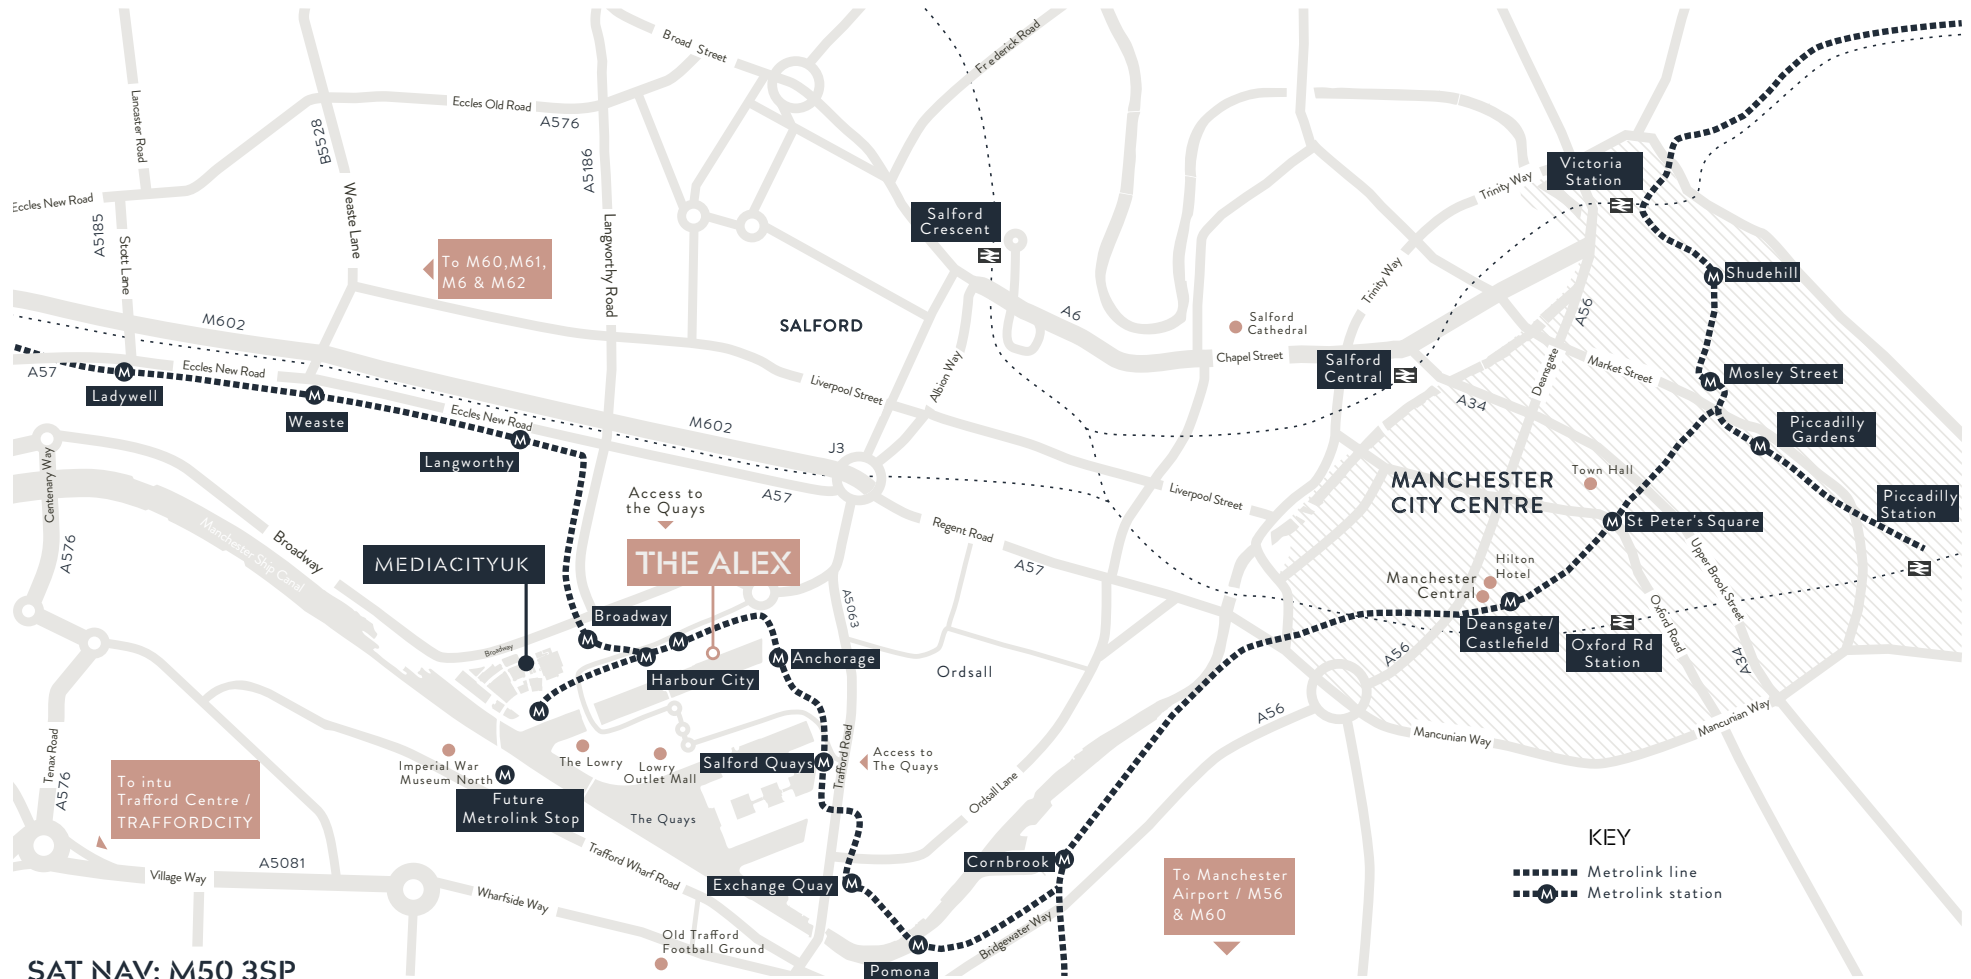 Broad Street
Frederick Road
Lancaster Road
B5528
Eccles Old Road
A576
A5186
Eccles New Road
A5185
Stott Lane
Weaste Lane
Langworthy Road
To M60,M61,
M6 & M62
Salford
Crescent
Victoria
Station
Trinity Way
Trinity Way
Shudehill
M
SALFORD
A6
Salford
Cathedral
Chapel Street
Salford
Central
A56
Deansgate
Market Street
M
Mosley Street
M602
A57
M
Ladywell
Eccles New Road
M
Weaste
Eccles New Road
M
Langworthy
M602
Liverpool Street
Albion Way
A34
Piccadilly
Gardens
M
J3
A57
Liverpool Street
MANCHESTER
CITY CENTRE
Town Hall
Piccadilly
Station
M
St Peter's Square
Centenary Way
A576
Manchester Ship Canal
Broadway
Access to
the Quays
Regent Road
A57
MEDIACITYUK
THE ALEX
Hilton
Hotel
Manchester
Central
M
Deansgate/
Castlefield
Oxford Rd
Station
Upper Brook Street
Oxford Road
A34
A5063
Broadway
M
M
M
Harbour City
M
Anchorage
Broadway
M
Ordsall
A56
A56
Mancunian Way
Mancunian Way
Tenax Road
A576
Imperial War
Museum North
M
Future
Metrolink Stop
The Lowry
Lowry
Outlet Mall
Salford Quays
M
Trafford Road
Access to
The Quays
The Quays
Ordsall Lane
To intu
Trafford Centre /
TRAFFORDCITY
A5081
Village Way
Trafford Wharf Road
Wharfside Way
Exchange Quay
M
Cornbrook
M
To Manchester
Airport / M56
& M60
KEY
Metrolink line
M
Metrolink station
Old Trafford
Football Ground
M
Pomona
Bridgewater Way
SAT NAV: M50 3SP